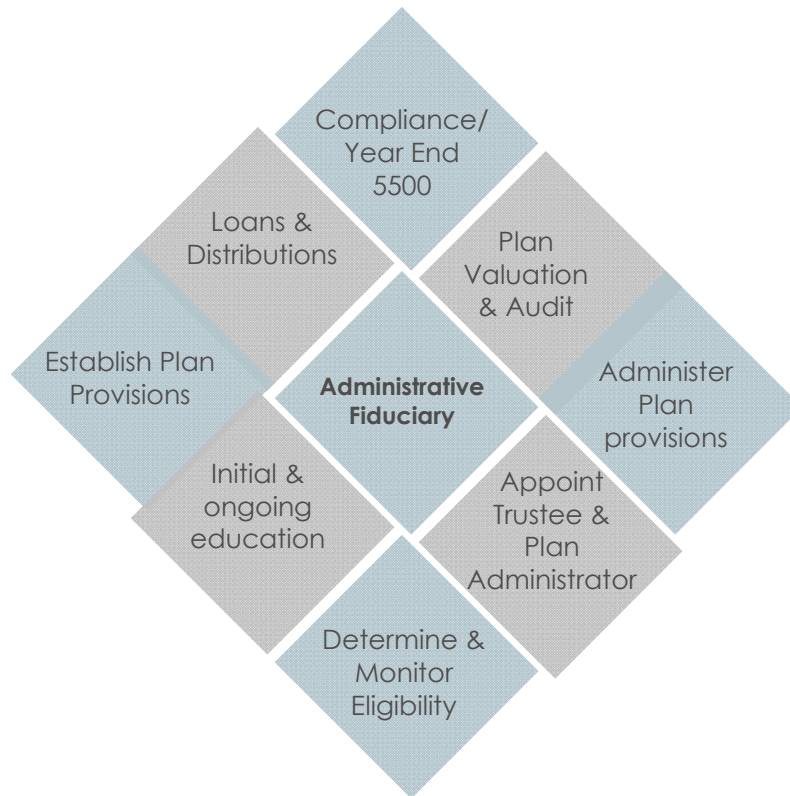 Compliance/
Year End
5500
Loans &
Distributions
Plan
Valuation
& Audit
Establish Plan
Provisions
Administrative
Fiduciary
Administer
Plan
provisions
Initial &
ongoing
education
Appoint
Trustee &
Plan
Administrator
Determine &
Monitor
Eligibility